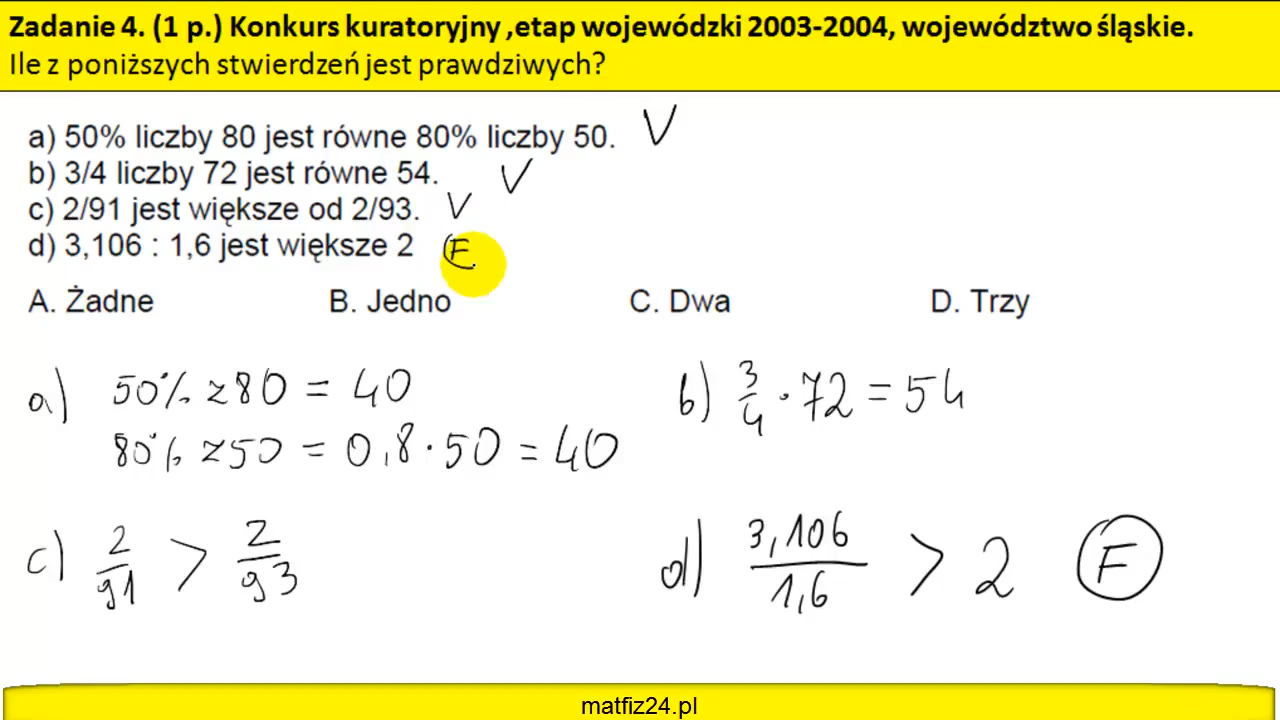 Zadanie 4. (1 p.) Konkurs kuratoryjny ,etap wojewódzki 2003-2004, województwo śląskie.
Ile z poniższych stwierdzeń jest prawdziwych?
a) 50% liczby 80 jest równe 80% liczby 50. V
b) 3/4 liczby 72 jest równe 54. V
c) 2/91 jest większe od 2/93. V
d) 3,106 : 1,6 jest większe 2 F
A. Żadne B. Jedno C. Dwa D. Trzy
a) 50% z 80 = 40
80% z 50 = 0,8 · 50 = 40
b) 3/4 · 72 = 54
c) 2/91 > 2/93
d) 3,106/1,6 > 2 F
matfiz24.pl